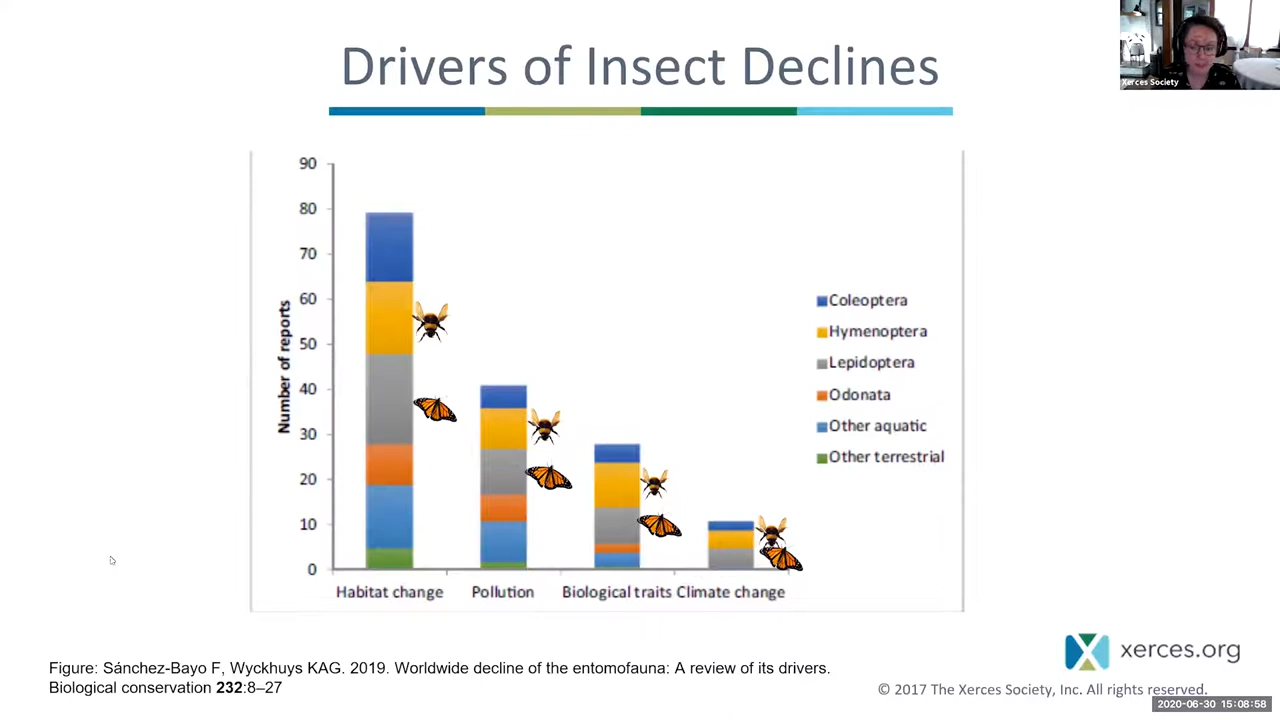 Drivers of Insect Declines
Xerces Society
90
80
70
60
50
40
30
20
10
0
Number of reports
Coleoptera
Hymenoptera
Lepidoptera
Odonata
Other aquatic
Other terrestrial
Habitat change
Pollution
Biological traits
Climate change
Figure: Sánchez-Bayo F, Wyckhuys KAG. 2019. Worldwide decline of the entomofauna: A review of its drivers.
Biological conservation 232:8–27
xerces.org
© 2017 The Xerces Society, Inc. All rights reserved.
2020-06-30 15:08:58